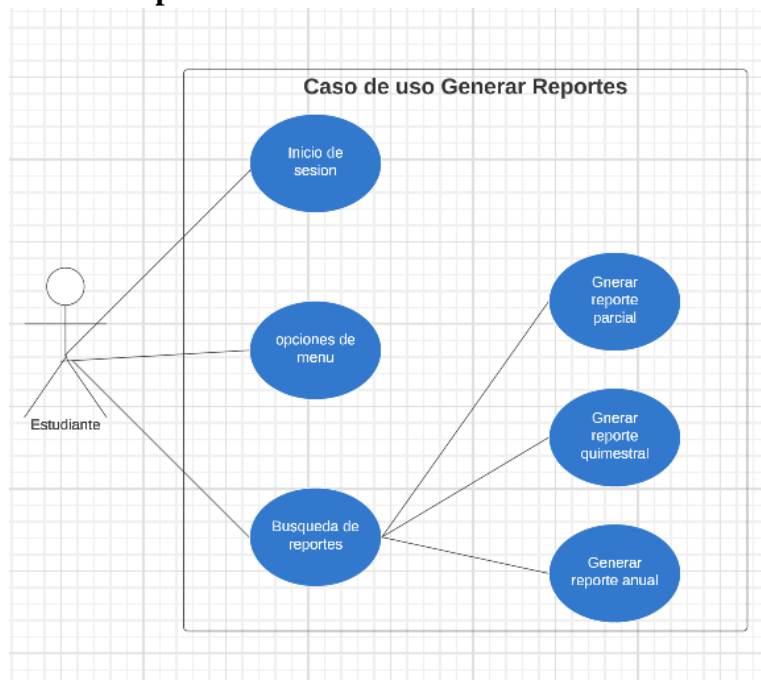 Caso de uso Generar Reportes
Inicio de
sesion
opciones de
menu
Busqueda de
reportes
Estudiante
Gnerar
reporte
parcial
Gnerar
reporte
quimestral
Generar
reporte anual